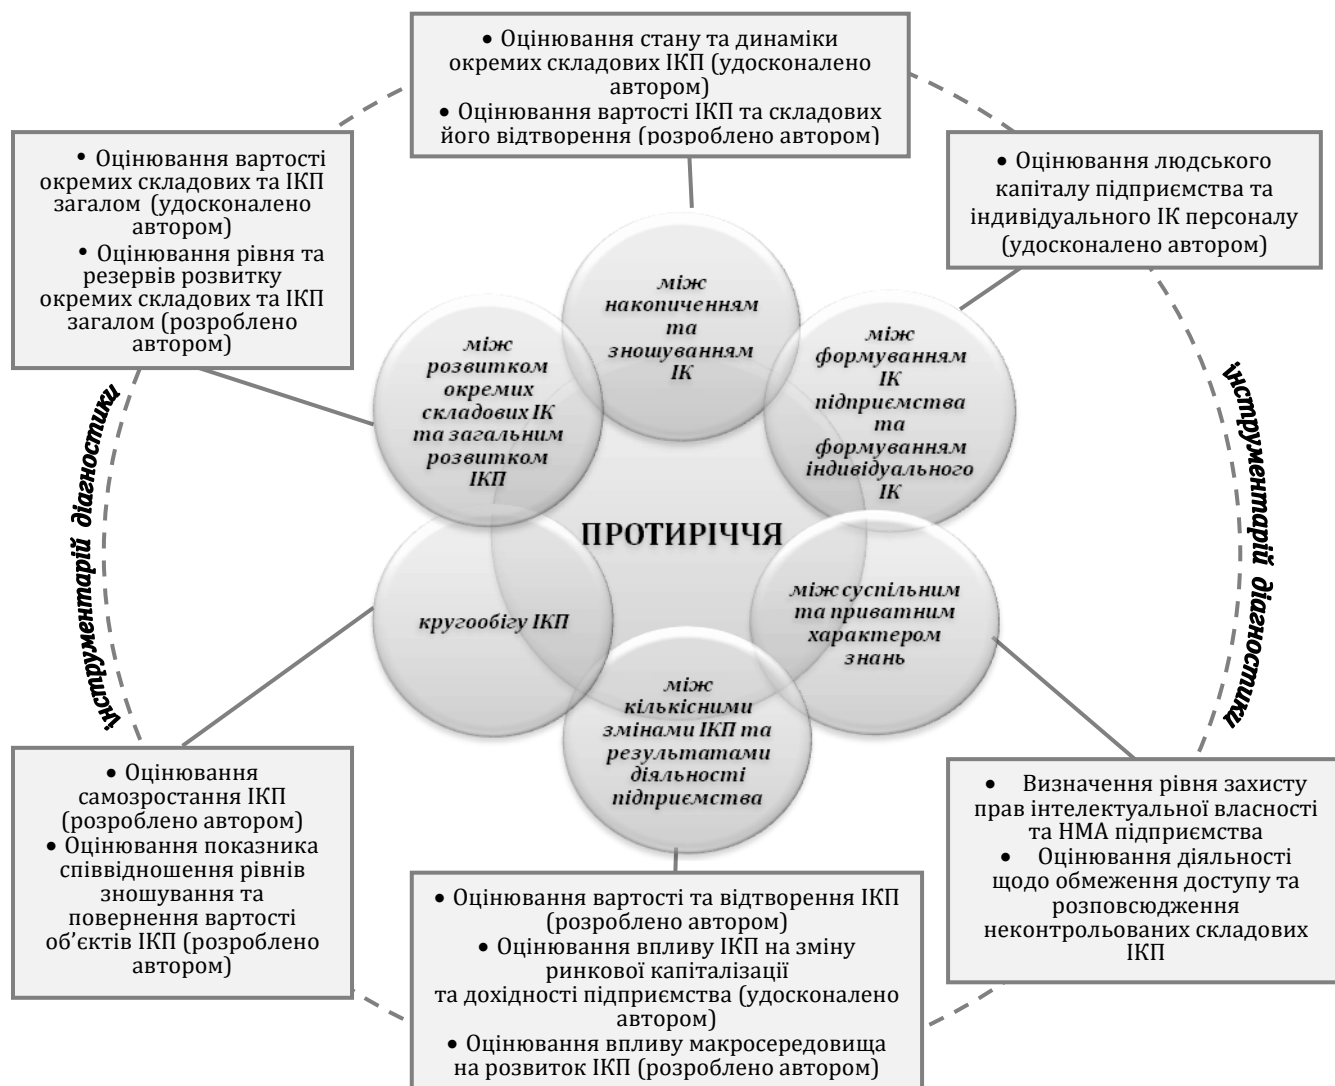 • Оцінювання стану та динаміки
окремих складових ІКП (удосконалено
автором)
• Оцінювання вартості ІКП та складових
його відтворення (розроблено автором)
• Оцінювання вартості
окремих складових та ІКП
загалом (удосконалено
автором)
• Оцінювання рівня та
резервів розвитку
окремих складових та ІКП
загалом (розроблено
автором)
• Оцінювання людського
капіталу підприємства та
індивідуального ІК персоналу
(удосконалено автором)
між
накопиченням
та
зношуванням
ІК
між
розвитком
окремих
складових ІК
та загальним
розвитком
ІКП
між
формуванням
ІК
підприємства
та
формуванням
індивідуального
ІК
інструментарій діагностики
ПРОТИРІЧЧЯ
інструментарій діагностики
кругообігу ІКП
між суспільним
та приватним
характером
знань
між
кількісними
змінами ІКП та
результатами
діяльності
підприємства
• Оцінювання
самозростання ІКП
(розроблено автором)
• Оцінювання показника
співвідношення рівнів
зношування та
повернення вартості
об’єктів ІКП (розроблено
автором)
• Оцінювання вартості та відтворення ІКП
(розроблено автором)
• Оцінювання впливу ІКП на зміну
ринкової капіталізації
та дохідності підприємства (удосконалено
автором)
• Оцінювання впливу макросередовища
на розвиток ІКП (розроблено автором)
• Визначення рівня захисту
прав інтелектуальної власності
та НМА підприємства
• Оцінювання діяльності
щодо обмеження доступу та
розповсюдження
неконтрольованих складових
ІКП